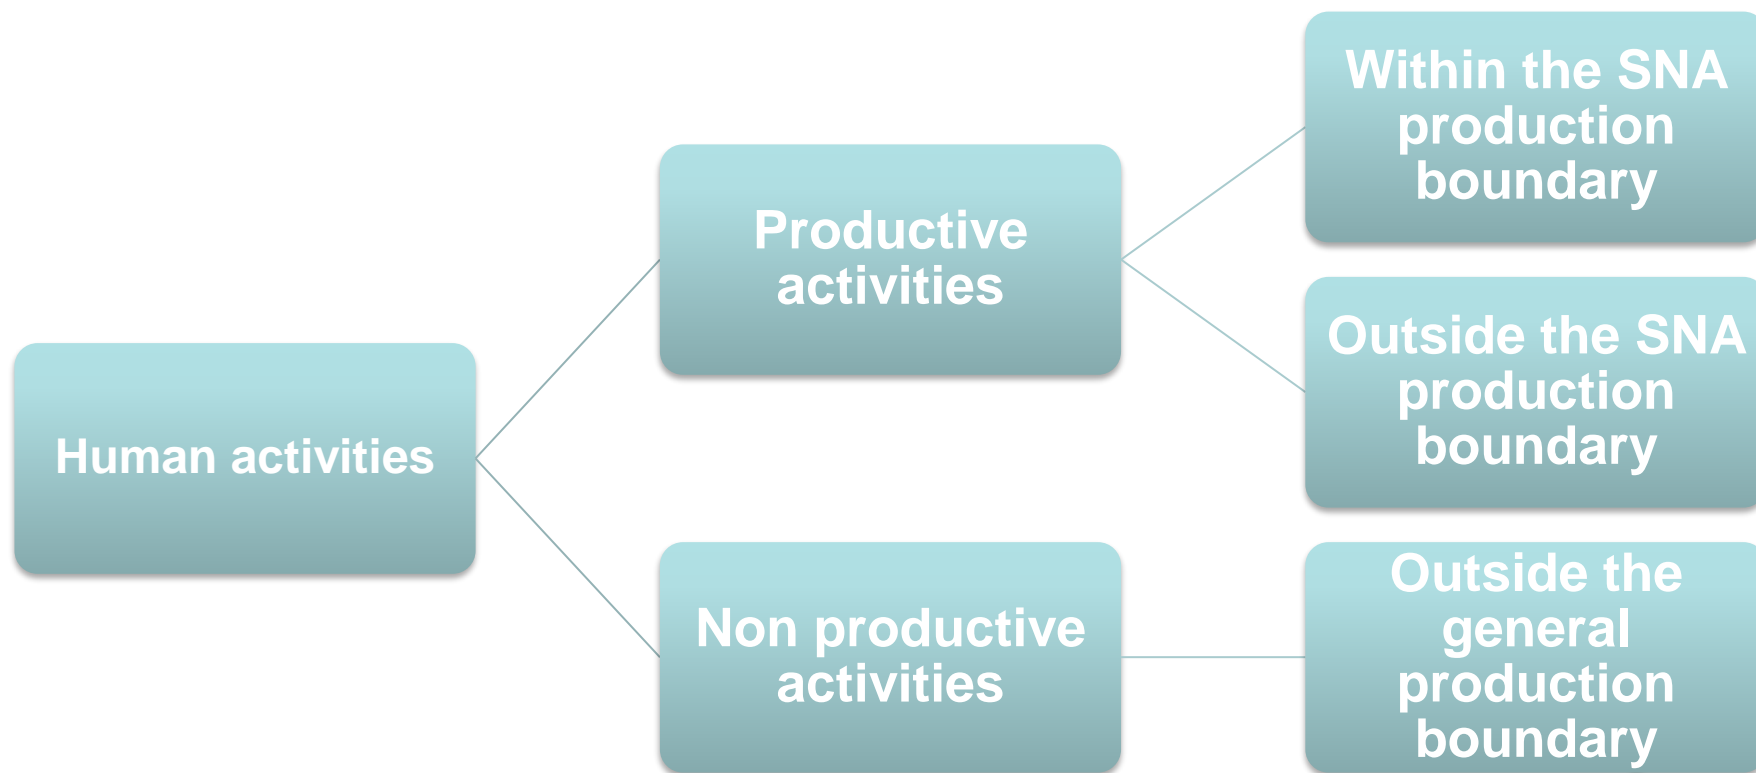 Human activities
Productive
activities
Non productive
activities
Within the SNA
production
boundary
Outside the SNA
production
boundary
Outside the
general
production
boundary